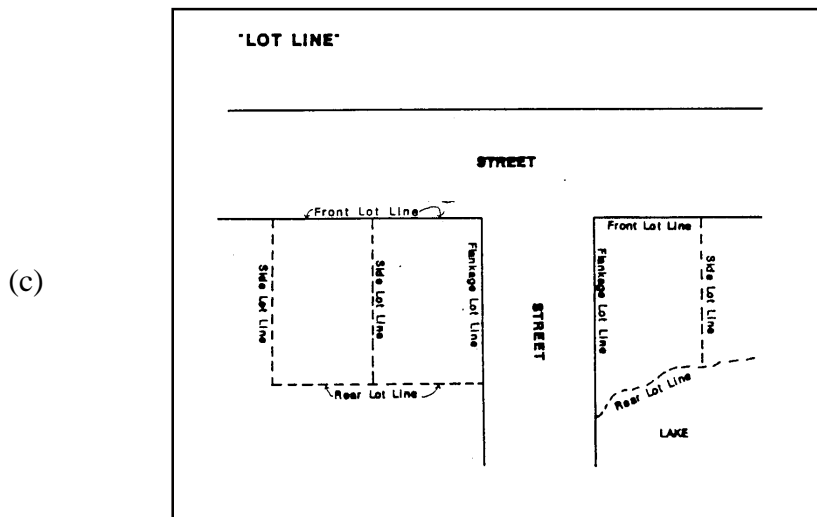 "LOT LINE"
STREET
Front Lot Line
Front Lot Line
Side Lot Line
Side Lot Line
Flankage Lot Line
STREET
Flankage Lot Line
Side Lot Line
(c)
Rear Lot Line
Rear Lot Line
LAKE